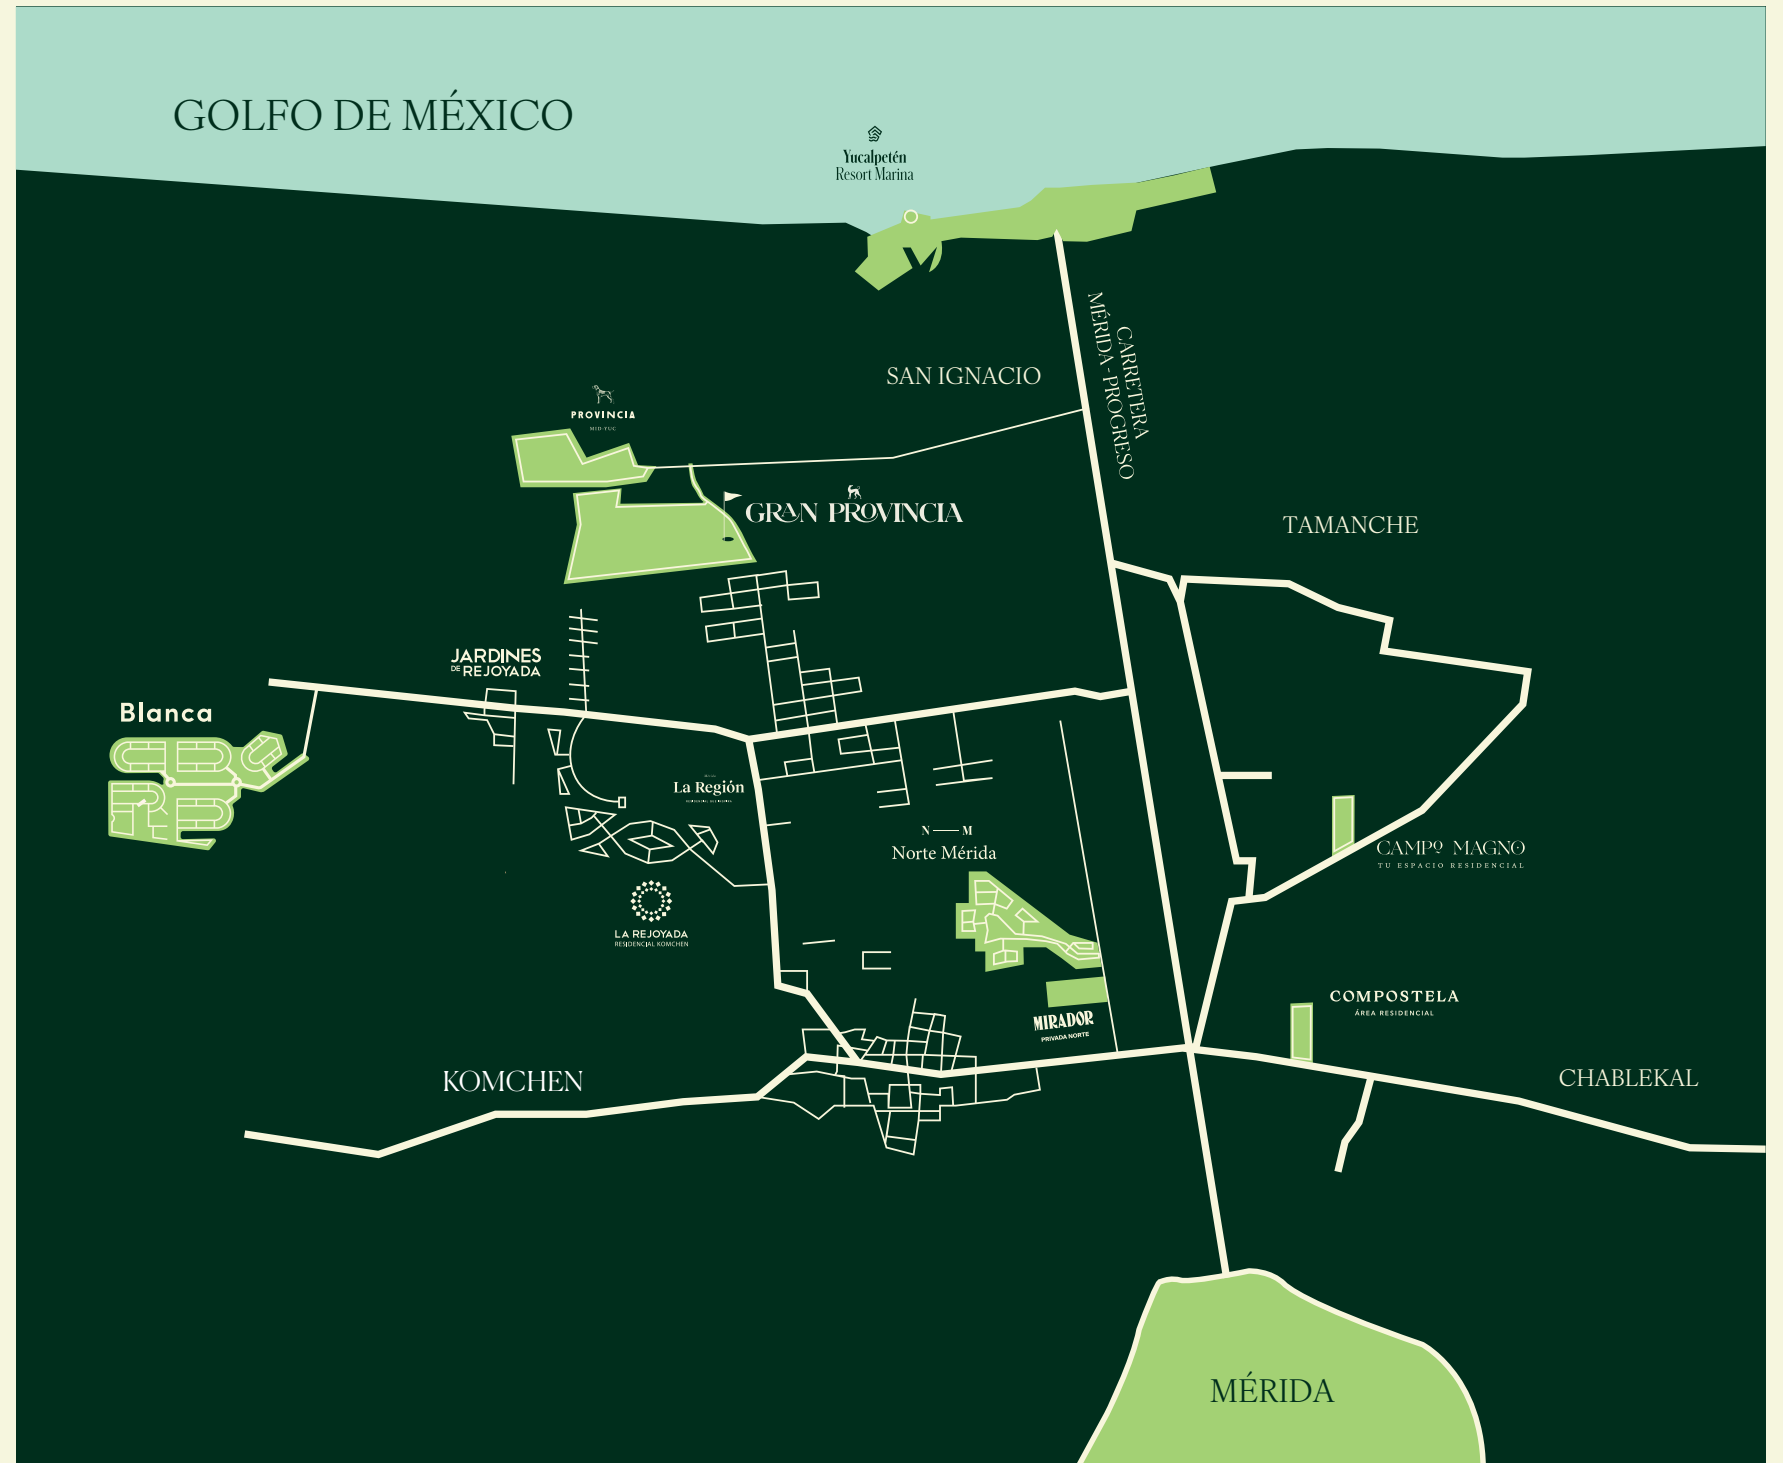 GOLFO DE MÉXICO
Yucalpetén
Resort Marina
CARRETERA
MÉRIDA - PROGRESO
SAN IGNACIO
PROVINCIA
MID·YUC
GRAN PROVINCIA
TAMANCHE
JARDINES
DE REJOYADA
Blanca
La Región
N — M
Norte Mérida
CAMPO MAGNO
TU ESPACIO RESIDENCIAL
LA REJOYADA
RESIDENCIAL KOMCHEN
COMPOSTELA
ÁREA RESIDENCIAL
MIRADOR
PRIVADA NORTE
KOMCHEN
CHABLEKAL
MÉRIDA